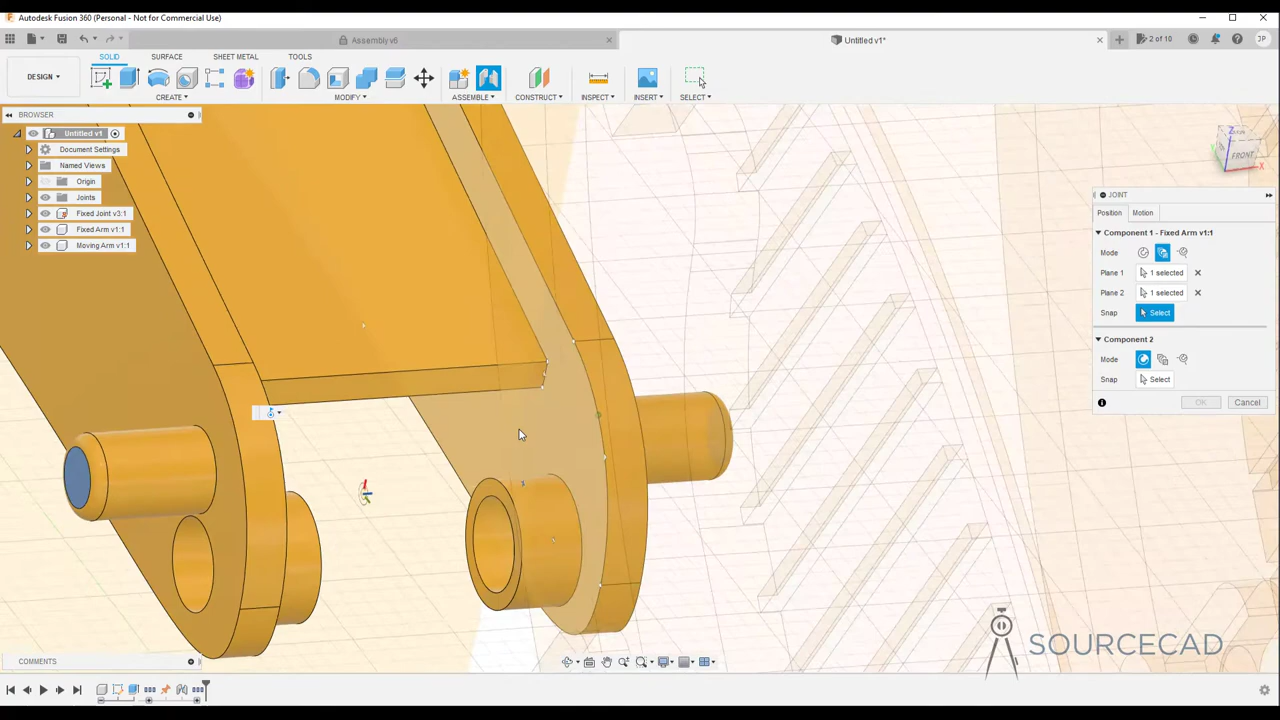 Autodesk Fusion 360 (Personal - Not for Commercial Use)
Assembly v6
Untitled v1*
2 of 10
JP
SOLID
SURFACE
SHEET METAL
TOOLS
DESIGN
CREATE
MODIFY
ASSEMBLE
CONSTRUCT
INSPECT
INSERT
SELECT
BROWSER
Untitled v1
Document Settings
Named Views
Origin
Joints
Fixed Joint v3:1
Fixed Arm v1:1
Moving Arm v1:1
Z
FRONT
X
JOINT
Position
Motion
Component 1 - Fixed Arm v1:1
Mode
Plane 1
1 selected
Plane 2
1 selected
Snap
Select
Component 2
Mode
Snap
Select
OK
Cancel
SOURCECAD
COMMENTS